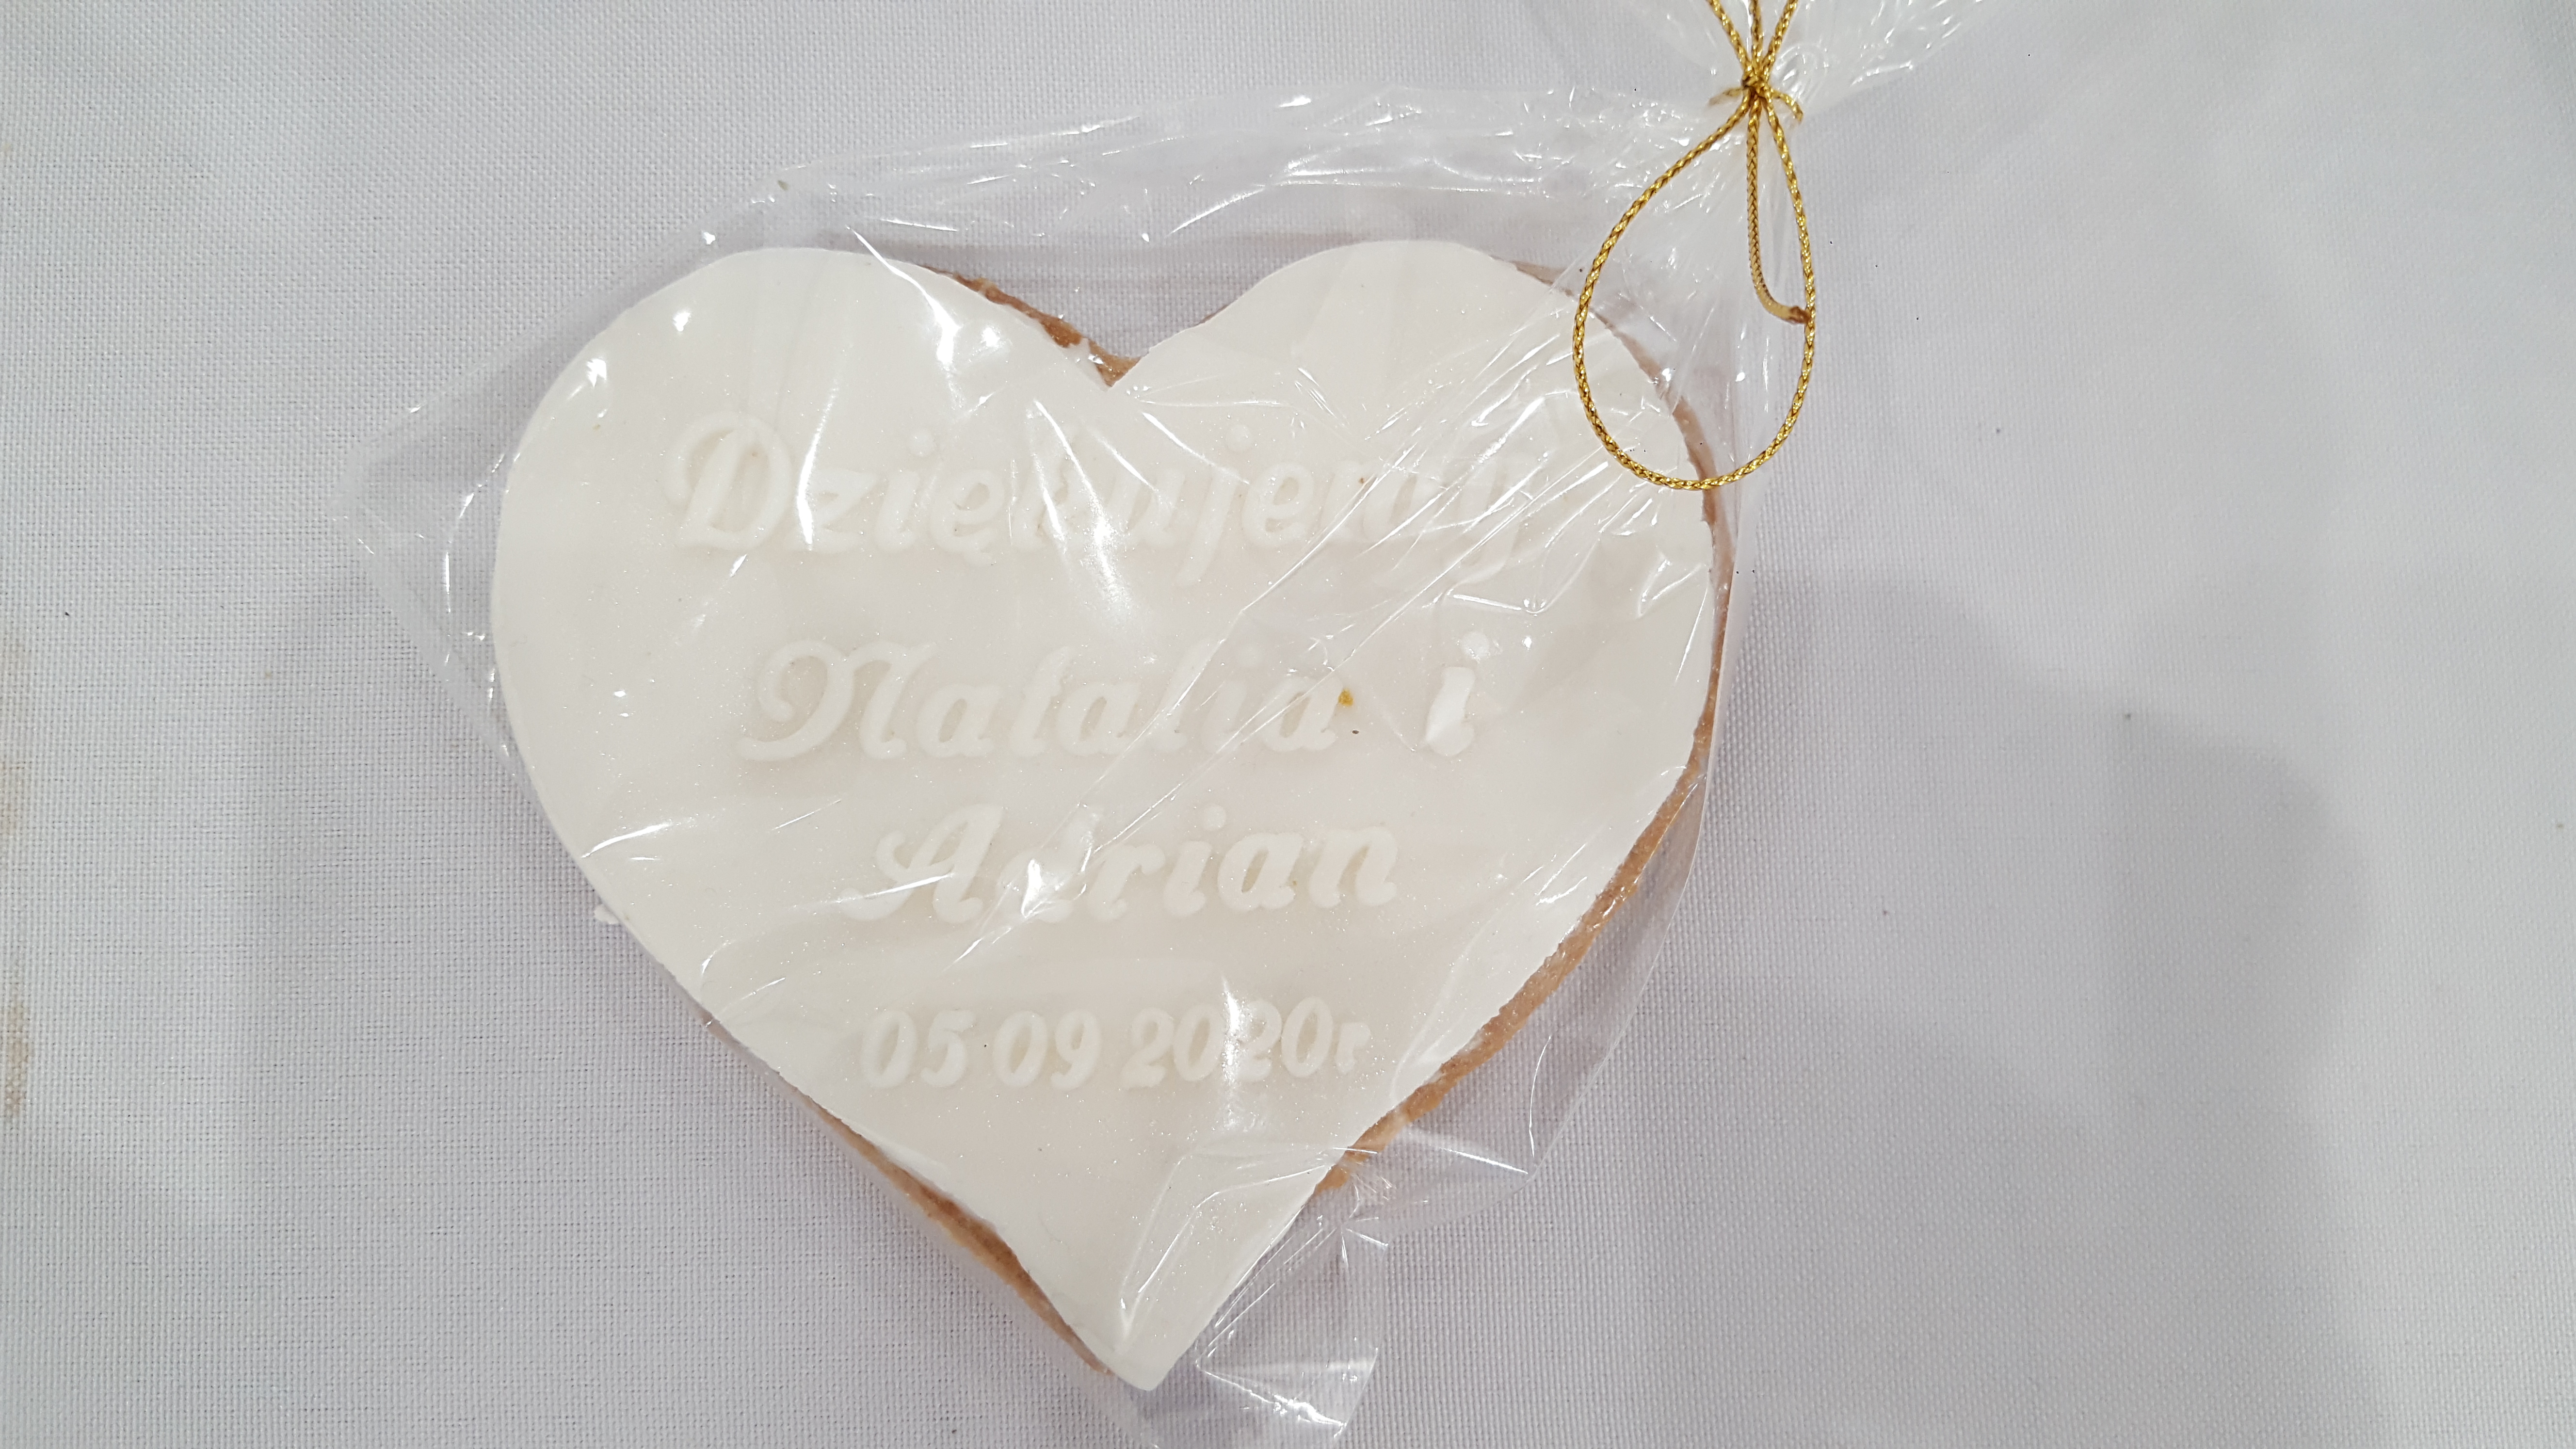 Dziękujemy
Natalia i
Adrian
05 09 2020r